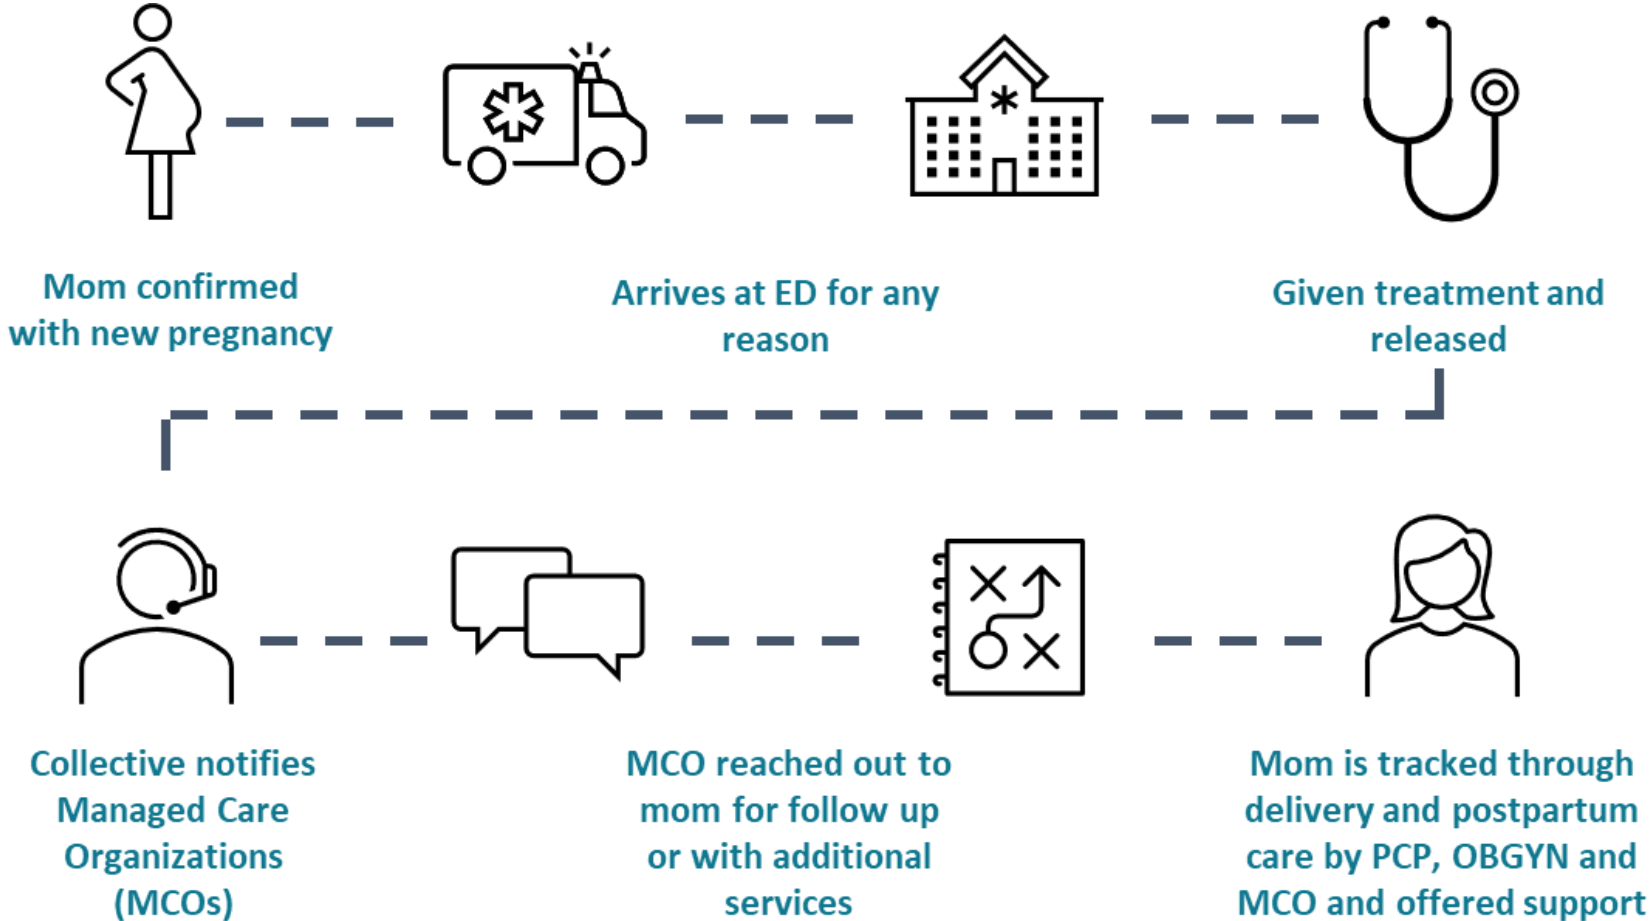 Mom confirmed
with new pregnancy
Arrives at ED for any
reason
Given treatment and
released
Collective notifies
Managed Care
Organizations
(MCOs)
MCO reached out to
mom for follow up
or with additional
services
Mom is tracked through
delivery and postpartum
care by PCP, OBGYN and
MCO and offered support